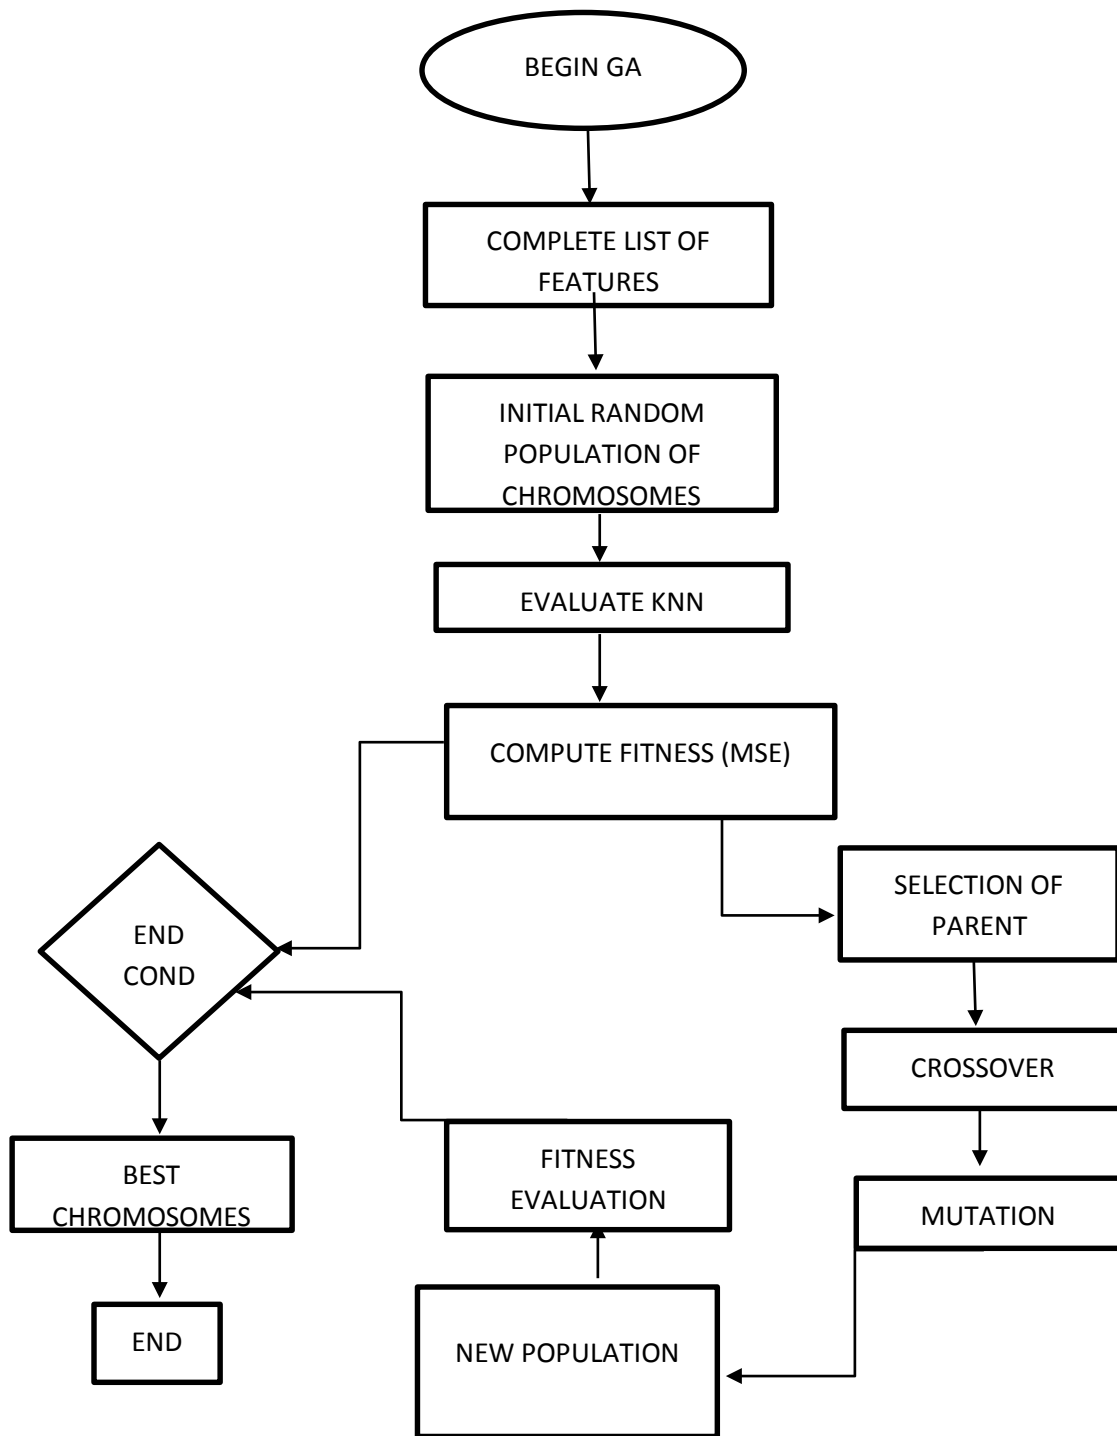 BEGIN GA
COMPLETE LIST OF
FEATURES
INITIAL RANDOM
POPULATION OF
CHROMOSOMES
EVALUATE KNN
COMPUTE FITNESS (MSE)
SELECTION OF
PARENT
END
COND
CROSSOVER
FITNESS
EVALUATION
BEST
CHROMOSOMES
MUTATION
END
NEW POPULATION